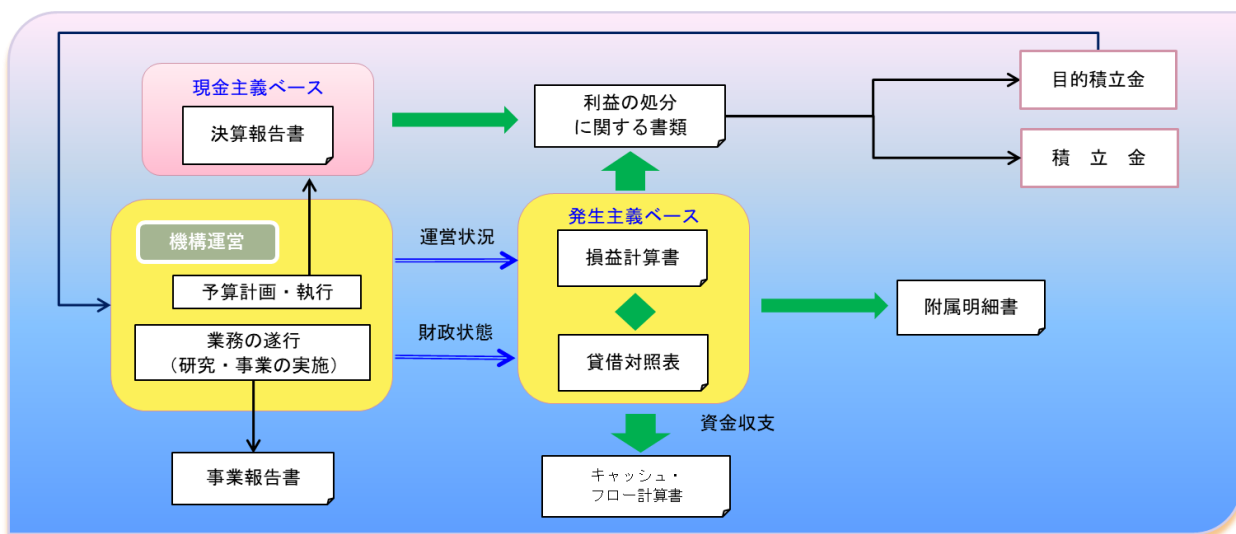 現金主義ベース
決算報告書
利益の処分
に関する書類
目的積立金
積　立　金
機構運営
予算計画・執行
業務の遂行
（研究・事業の実施）
事業報告書
運営状況
財政状態
発生主義ベース
損益計算書
貸借対照表
附属明細書
資金収支
キャッシュ・
フロー計算書